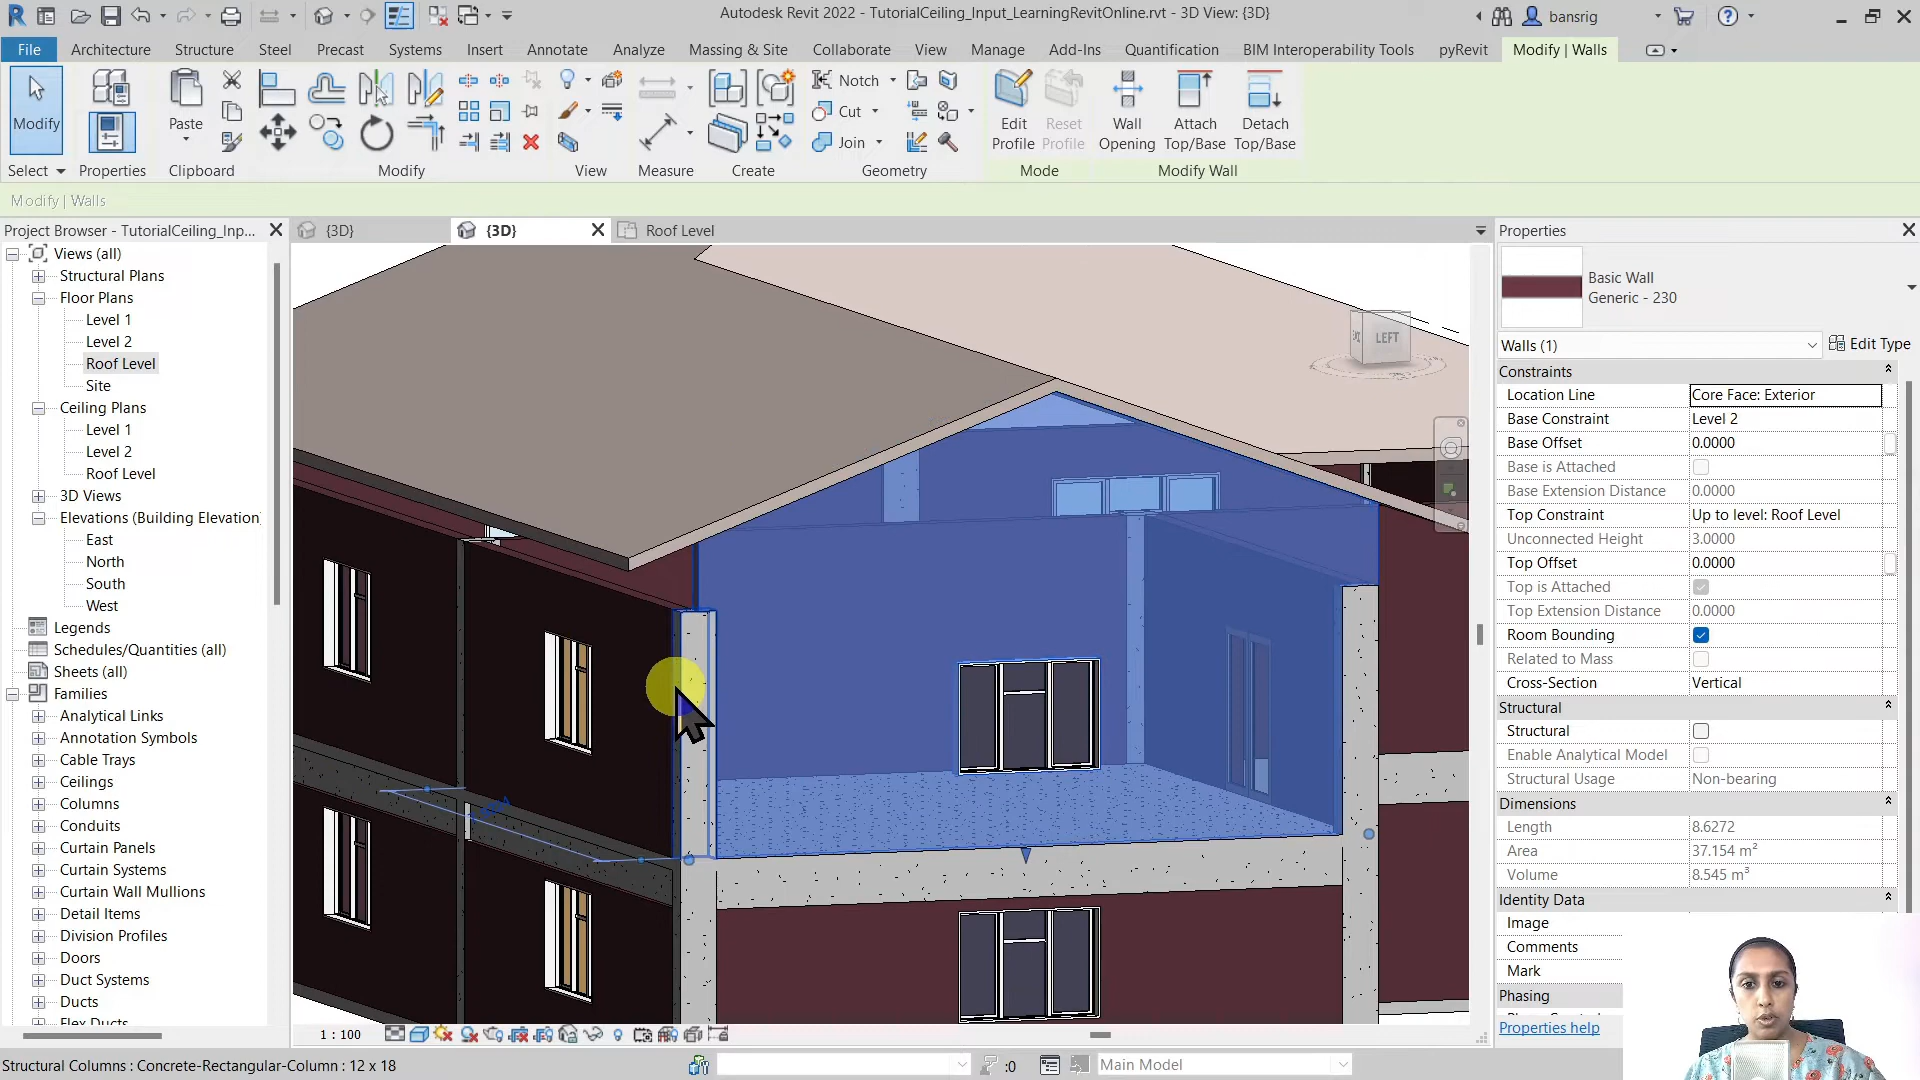 Autodesk Revit 2022 - TutorialCeiling_Input_LearningRevitOnline.rvt - 3D View: {3D}
bansrig
File Architecture Structure Steel Precast Systems Insert Annotate Analyze Massing & Site Collaborate View Manage Add-Ins Quantification BIM Interoperability Tools pyRevit Modify | Walls
Notch
Cut
Join
Modify
Paste
Edit Profile
Reset Profile
Wall Opening
Attach Top/Base
Detach Top/Base
Select Properties Clipboard Modify View Measure Create Geometry Mode Modify Wall
Modify | Walls
Project Browser - TutorialCeiling_Inp...
{3D}
{3D}
Roof Level
Properties
Views (all)
Structural Plans
Floor Plans
Level 1
Level 2
Roof Level
Site
Ceiling Plans
Level 1
Level 2
Roof Level
3D Views
Elevations (Building Elevation)
East
North
South
West
Legends
Schedules/Quantities (all)
Sheets (all)
Families
Analytical Links
Annotation Symbols
Cable Trays
Ceilings
Columns
Conduits
Curtain Panels
Curtain Systems
Curtain Wall Mullions
Detail Items
Division Profiles
Doors
Duct Systems
Ducts
Flex Ducts
LEFT
Basic Wall
Generic - 230
Walls (1)
Edit Type
Constraints
Location Line Core Face: Exterior
Base Constraint Level 2
Base Offset 0.0000
Base is Attached
Base Extension Distance 0.0000
Top Constraint Up to level: Roof Level
Unconnected Height 3.0000
Top Offset 0.0000
Top is Attached
Top Extension Distance 0.0000
Room Bounding
Related to Mass
Cross-Section Vertical
Structural
Structural
Enable Analytical Model
Structural Usage Non-bearing
Dimensions
Length 8.6272
Area 37.154 m²
Volume 8.545 m³
Identity Data
Image
Comments
Mark
Phasing
Properties help
1 : 100
Structural Columns : Concrete-Rectangular-Column : 12 x 18
:0
Main Model